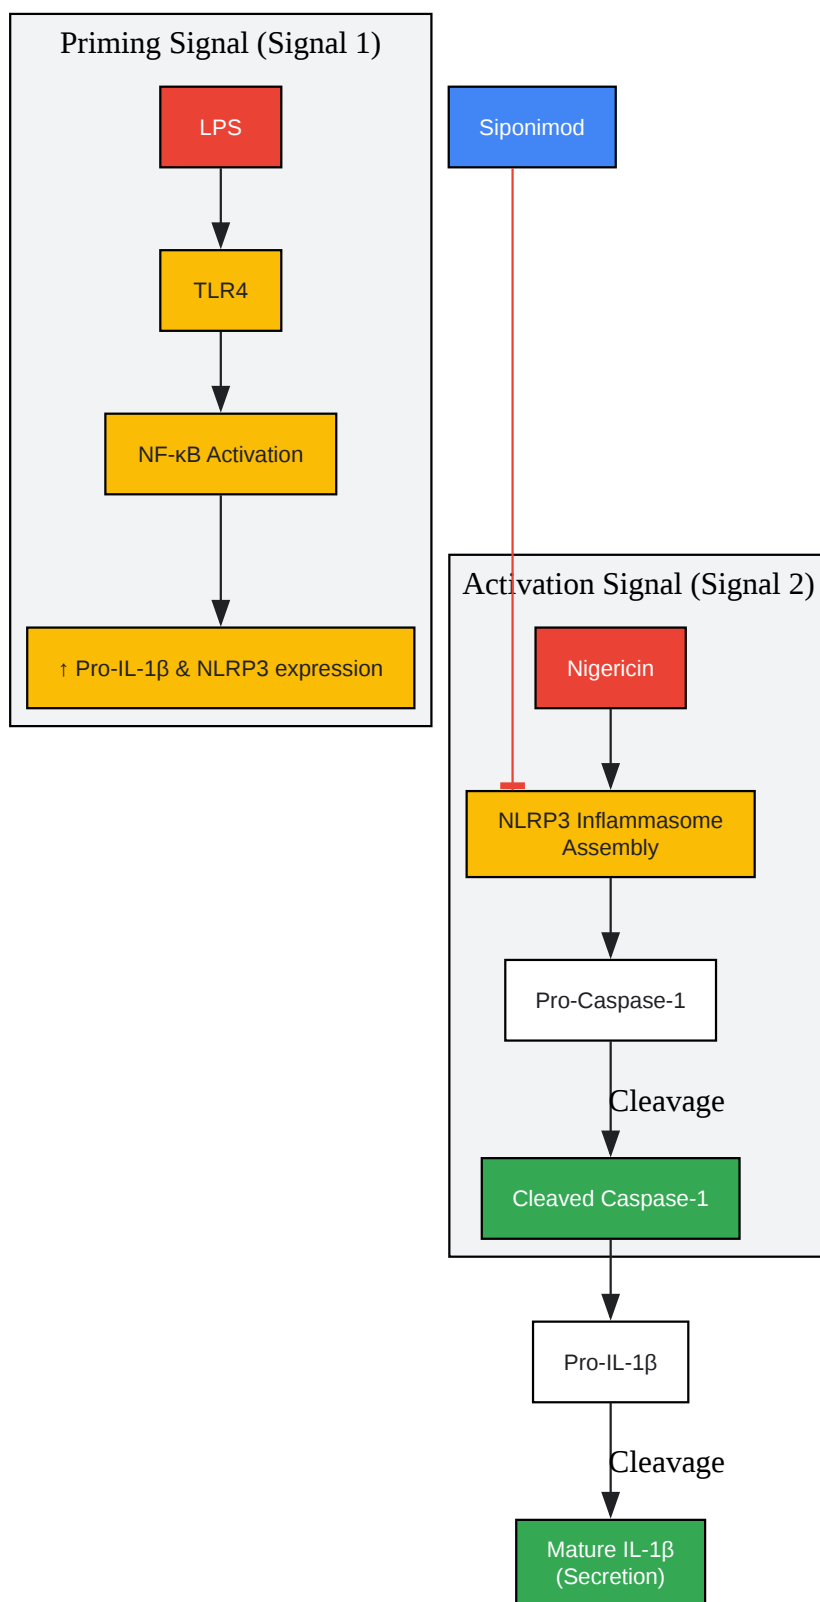 Priming Signal (Signal 1)
LPS
Siponimod
TLR4
NF-κB Activation
↑ Pro-IL-1β & NLRP3 expression
Activation Signal (Signal 2)
Nigericin
NLRP3 Inflammasome
Assembly
Pro-Caspase-1
Cleavage
Cleaved Caspase-1
Pro-IL-1β
Cleavage
Mature IL-1β
(Secretion)